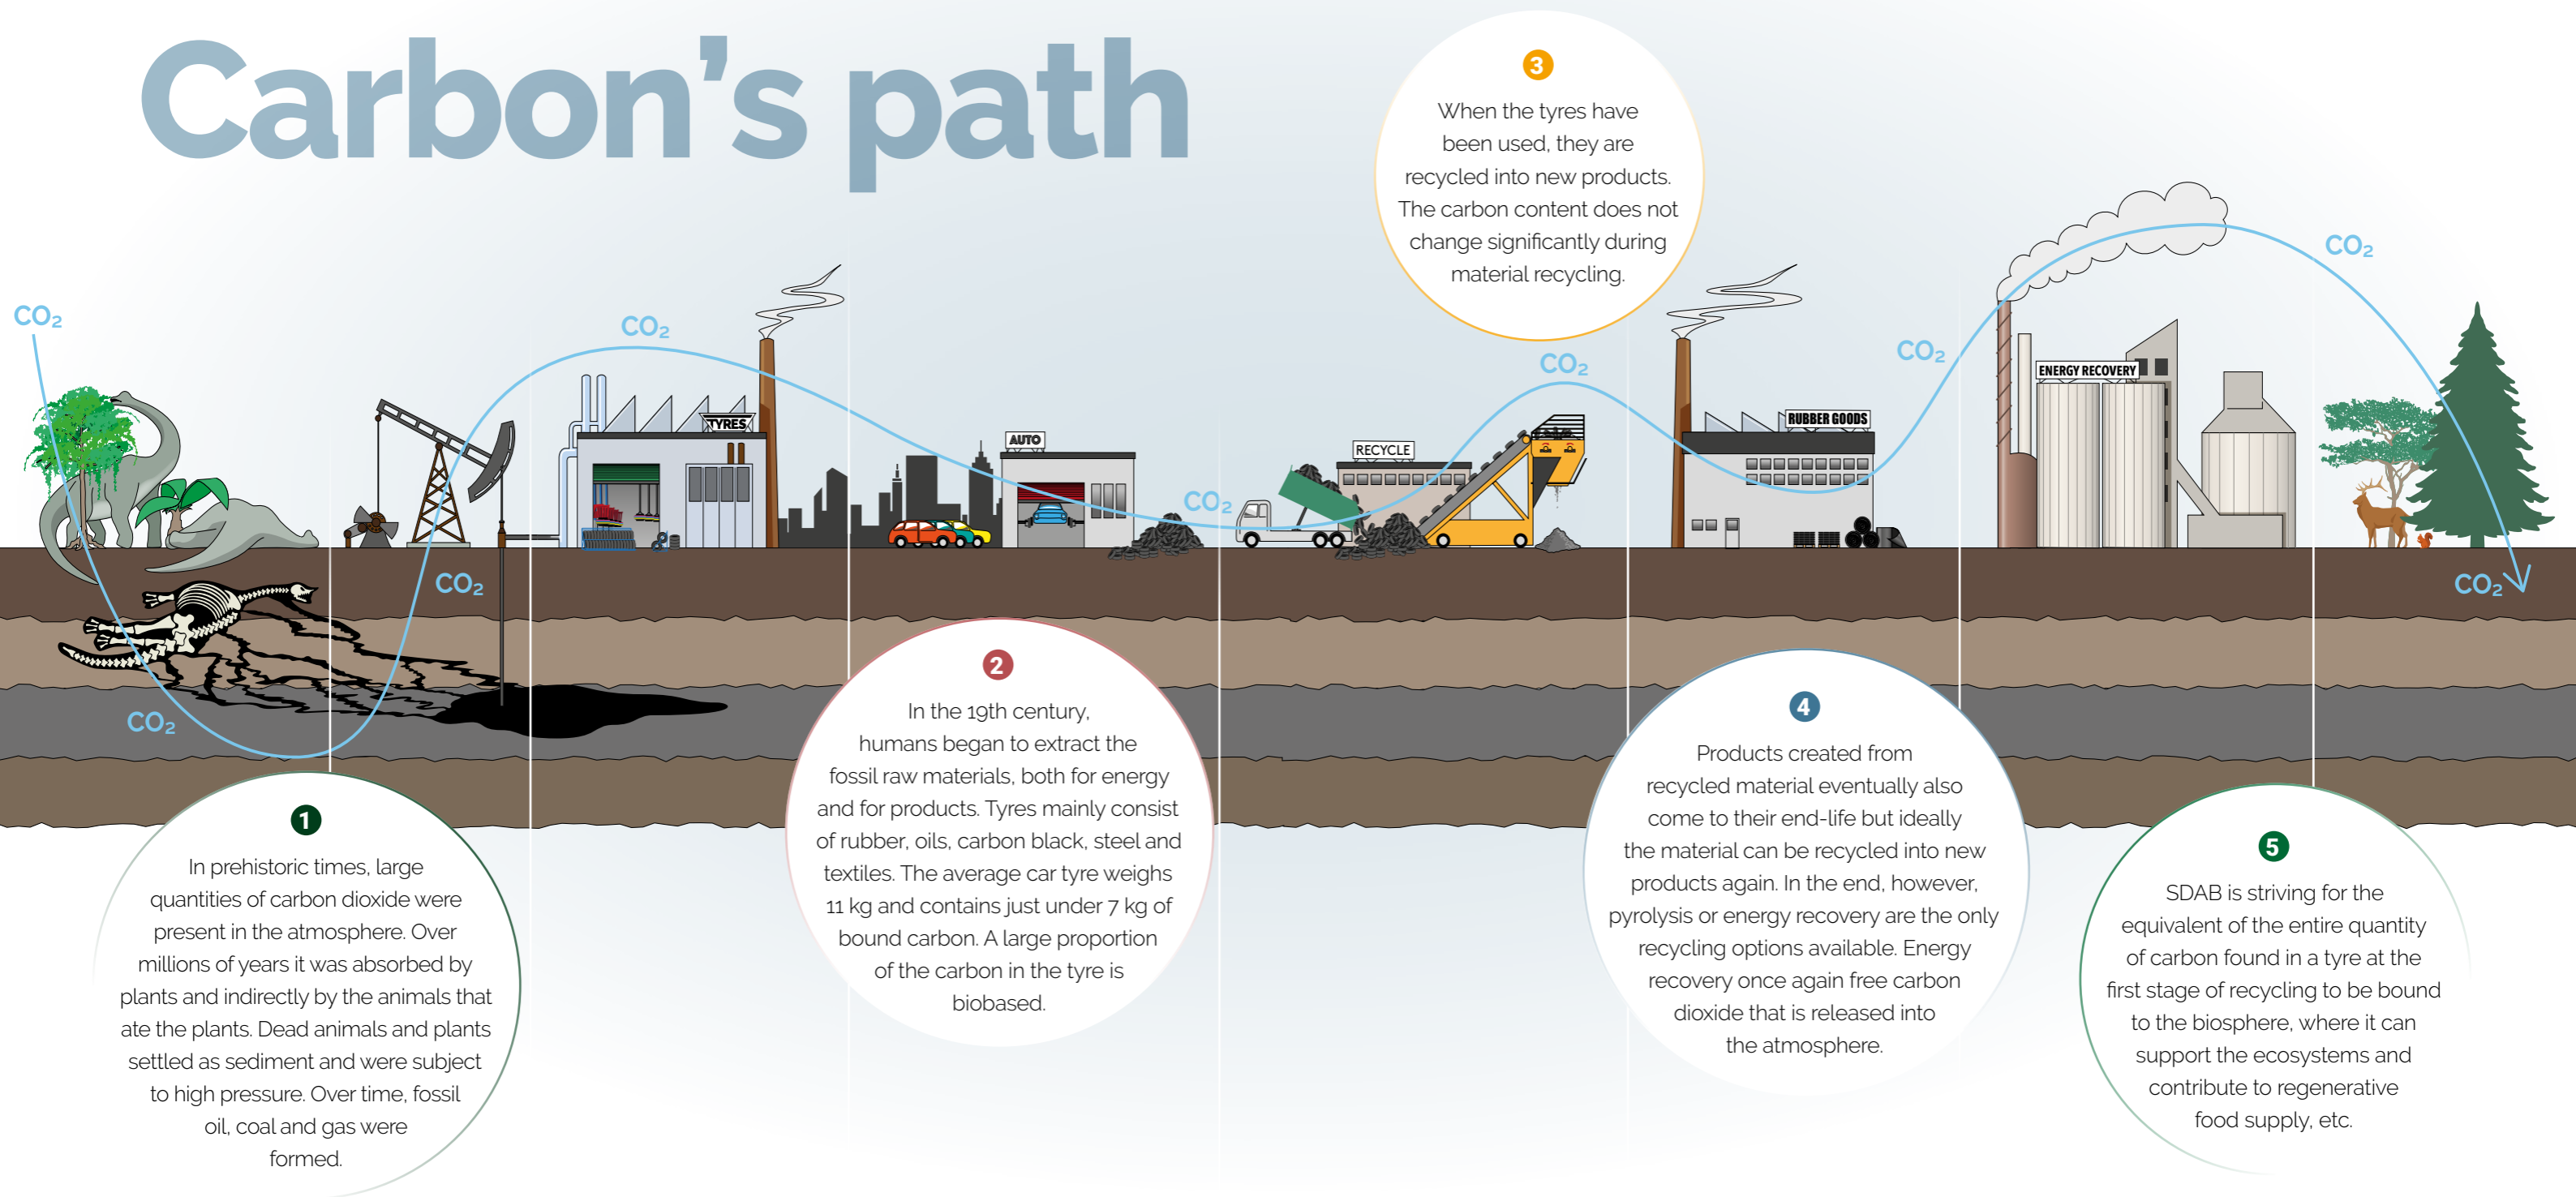 Carbon's path
CO₂
CO₂
CO₂
CO₂
TYRES
AUTO
CO₂
RECYCLE
CO₂
RUBBER GOODS
CO₂
ENERGY RECOVERY
CO₂
CO₂
1
In prehistoric times, large
quantities of carbon dioxide were
present in the atmosphere. Over
millions of years it was absorbed by
plants and indirectly by the animals that
ate the plants. Dead animals and plants
settled as sediment and were subject
to high pressure. Over time, fossil
oil, coal and gas were
formed.
2
In the 19th century,
humans began to extract the
fossil raw materials, both for energy
and for products. Tyres mainly consist
of rubber, oils, carbon black, steel and
textiles. The average car tyre weighs
11 kg and contains just under 7 kg of
bound carbon. A large proportion
of the carbon in the tyre is
biobased.
3
When the tyres have
been used, they are
recycled into new products.
The carbon content does not
change significantly during
material recycling.
4
Products created from
recycled material eventually also
come to their end-life but ideally
the material can be recycled into new
products again. In the end, however,
pyrolysis or energy recovery are the only
recycling options available. Energy
recovery once again free carbon
dioxide that is released into
the atmosphere.
5
SDAB is striving for the
equivalent of the entire quantity
of carbon found in a tyre at the
first stage of recycling to be bound
to the biosphere, where it can
support the ecosystems and
contribute to regenerative
food supply, etc.